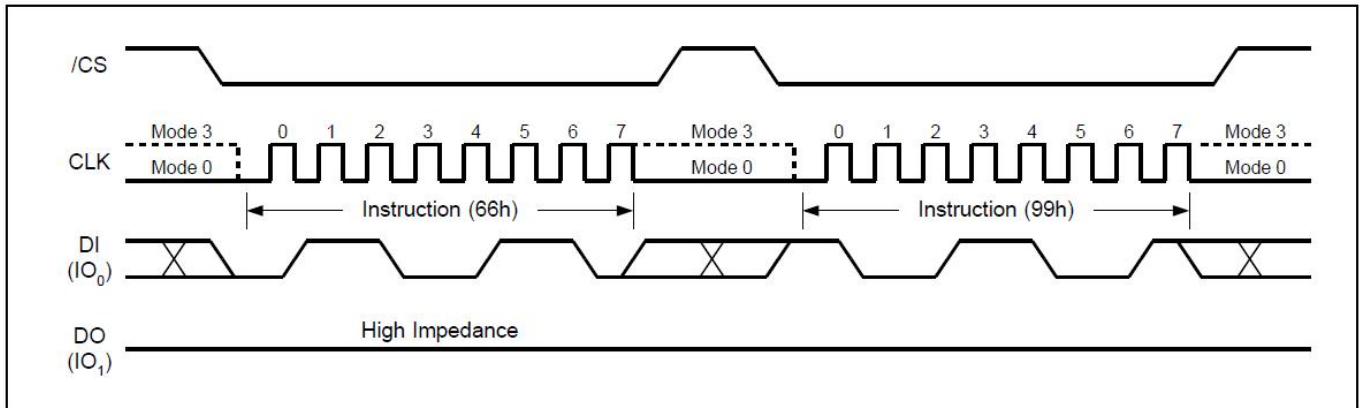 /CS
Mode 3 0 1 2 3 4 5 6 7 Mode 3 0 1 2 3 4 5 6 7 Mode 3
CLK
Mode 0 Mode 0 Mode 0
Instruction (66h) Instruction (99h)
DI
(IO₀)
High Impedance
DO
(IO₁)